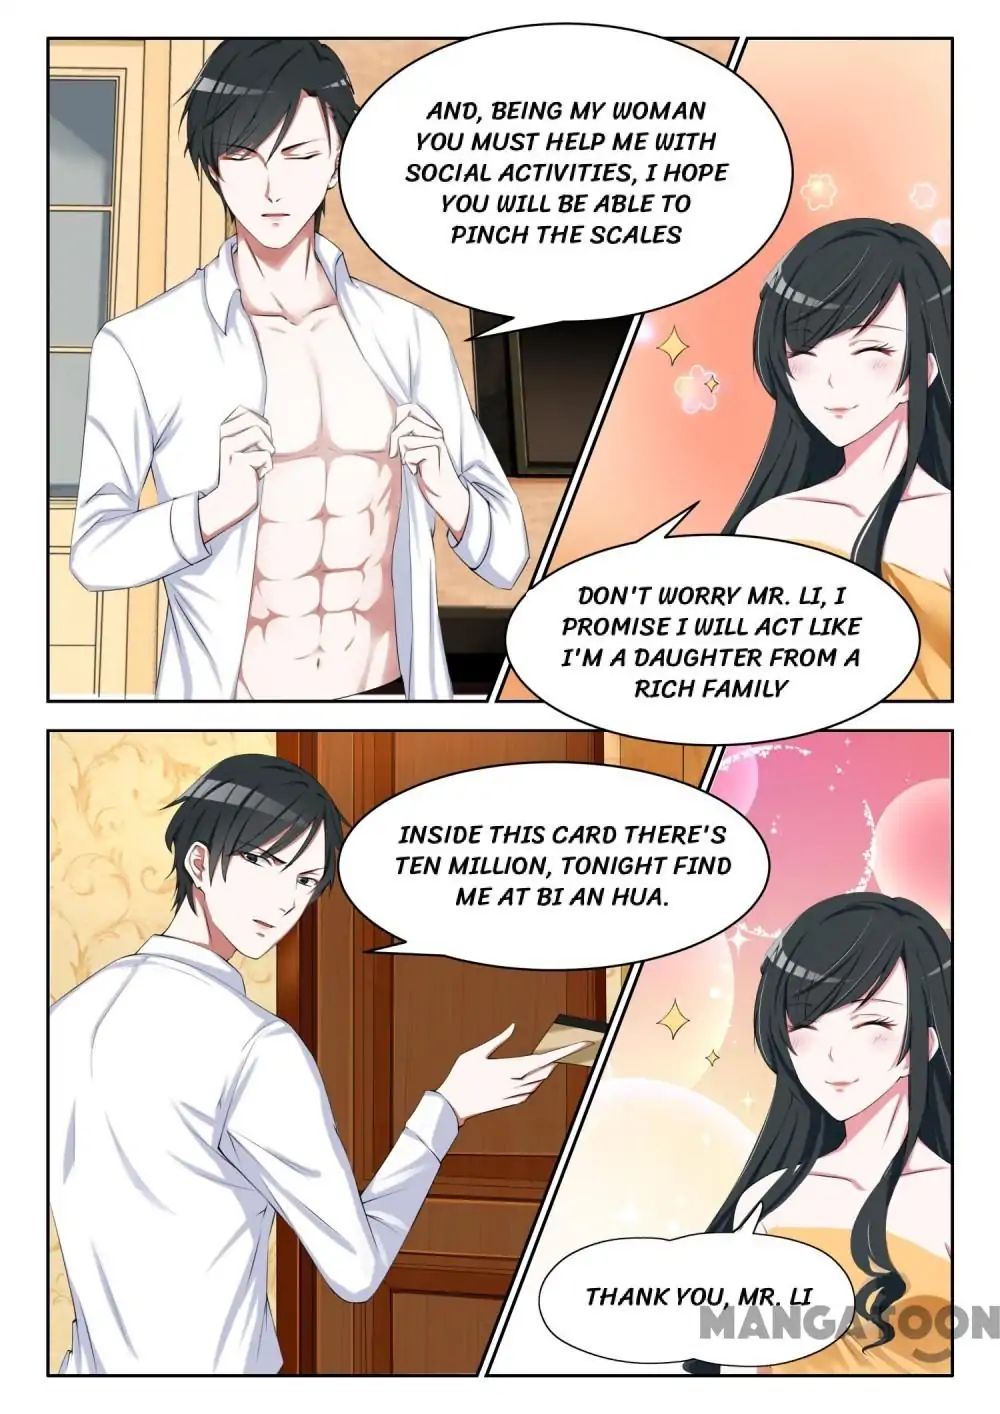 AND, BEING MY WOMAN
YOU MUST HELP ME WITH
SOCIAL ACTIVITIES, I HOPE
YOU WILL BE ABLE TO
PINCH THE SCALES
DON'T WORRY MR. LI, I
PROMISE I WILL ACT LIKE
I'M A DAUGHTER FROM A
RICH FAMILY
INSIDE THIS CARD THERE'S
TEN MILLION, TONIGHT FIND
ME AT BI AN HUA.
THANK YOU, MR. LI
MANGATOON